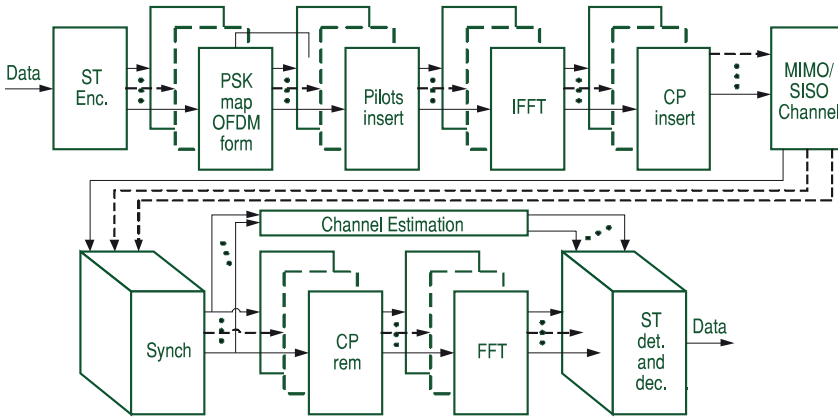 Data
ST
Enc.
PSK
map
OFDM
form
Pilots
insert
IFFT
CP
insert
MIMO/
SISO
Channel
Channel Estimation
Synch
CP
rem
FFT
ST
det.
and
dec.
Data